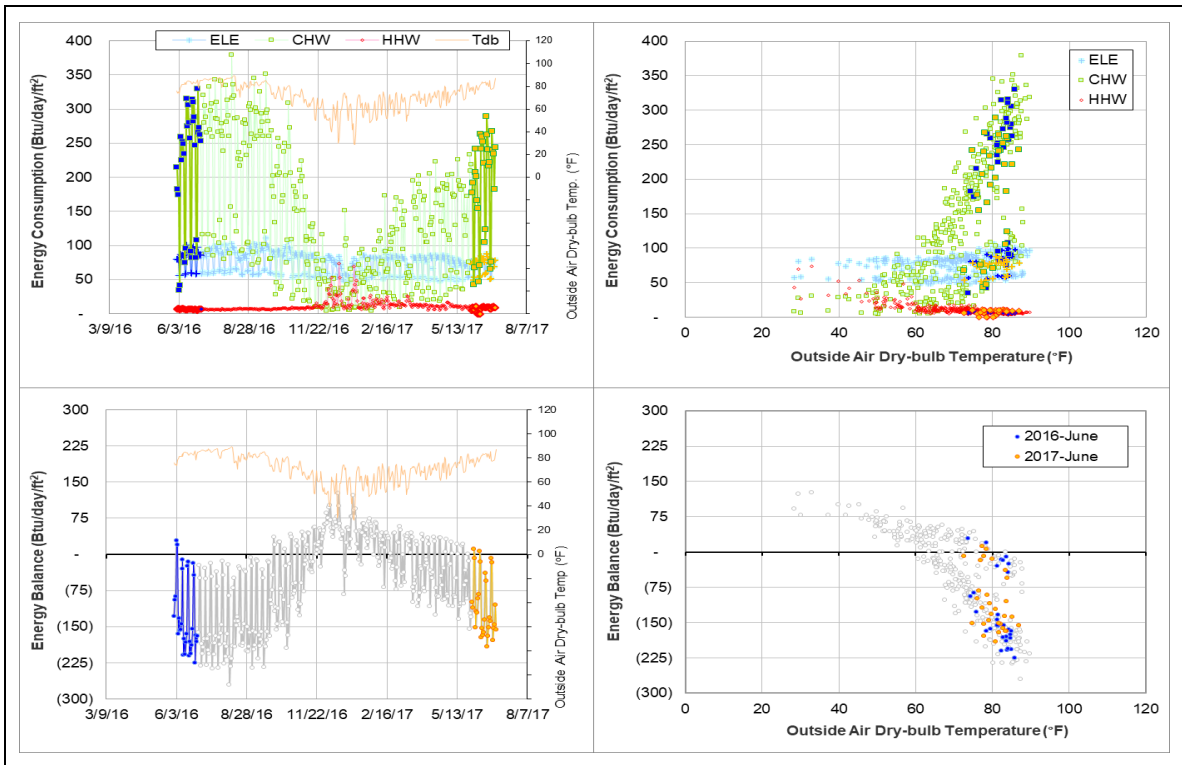 ELE CHW HHW Tdb
400
350
300
250
200
150
100
50
-
120
100
80
60
40
20
0
3/9/16 6/3/16 8/28/16 11/22/16 2/16/17 5/13/17 8/7/17
Energy Consumption (Btu/day/ft²)
Outside Air Dry-bulb Temp. (°F)
ELE
CHW
HHW
400
350
300
250
200
150
100
50
-
0 20 40 60 80 100 120
Energy Consumption (Btu/day/ft²)
Outside Air Dry-bulb Temperature (°F)
300
225
150
75
-
(75)
(150)
(225)
(300)
120
100
80
60
40
20
0
3/9/16 6/3/16 8/28/16 11/22/16 2/16/17 5/13/17 8/7/17
Energy Balance (Btu/day/ft²)
Outside Air Dry-bulb Temp (°F)
2016-June
2017-June
300
225
150
75
-
(75)
(150)
(225)
(300)
0 20 40 60 80 100 120
Energy Balance (Btu/day/ft²)
Outside Air Dry-bulb Temperature (°F)